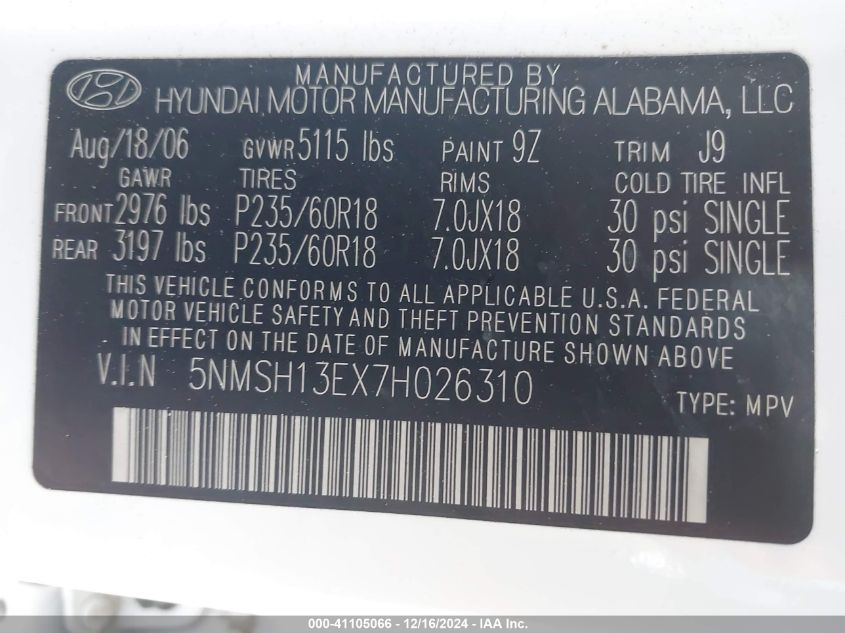 MANUFACTURED BY
HYUNDAI MOTOR MANUFACTURING ALABAMA, LLC
Aug/18/06 GVWR 5115 lbs PAINT 9Z TRIM J9
GAWR TIRES RIMS COLD TIRE INFL
FRONT 2976 lbs P235/60R18 7.0JX18 30 psi SINGLE
REAR 3197 lbs P235/60R18 7.0JX18 30 psi SINGLE
THIS VEHICLE CONFORMS TO ALL APPLICABLE U.S.A. FEDERAL
MOTOR VEHICLE SAFETY AND THEFT PREVENTION STANDARDS
IN EFFECT ON THE DATE OF MANUFACTURE SHOWN ABOVE
V.I.N 5NMSH13EX7H026310
TYPE: MPV
000-41105066 - 12/16/2024 - IAAI.com